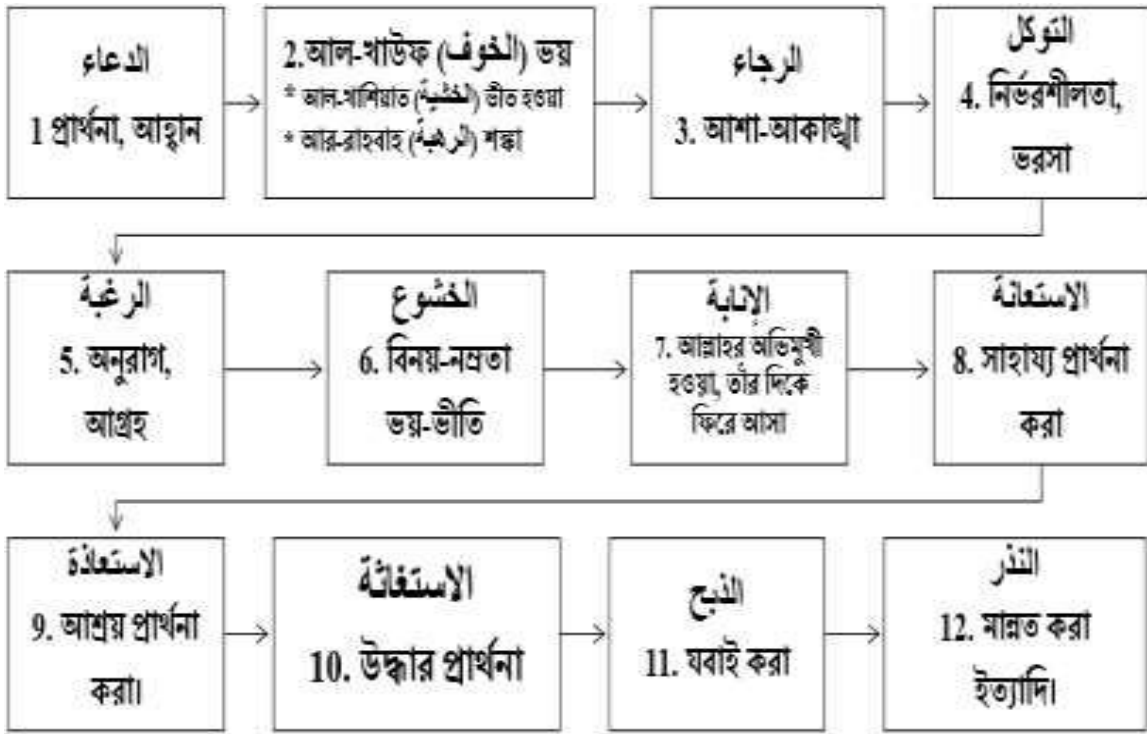 الدعاء
1 প্রার্থনা, আহ্বান
2.আল-খাউফ (الخوف) ভয়
* আল-খাশিয়াত (الخشية) ভীত হওয়া
* আর-রাহবাহ (الرهبة) শঙ্কা
الرجاء
3. আশা-আকাঙ্খা
التوكل
4. নির্ভরশীলতা,
ভরসা
الرغبة
5. অনুরাগ,
আগ্রহ
الخشوع
6. বিনয়-নম্রতা
ভয়-ভীতি
الإنابة
7. আল্লাহর অভিমুখী
হওয়া, তাঁর দিকে
ফিরে আসা
الاستعانة
8. সাহায্য প্রার্থনা
করা
الاستعاذة
9. আশ্রয় প্রার্থনা
করা।
الاستغاثة
10. উদ্ধার প্রার্থনা
الذبح
11. যবাই করা
النذر
12. মান্নত করা
ইত্যাদি।